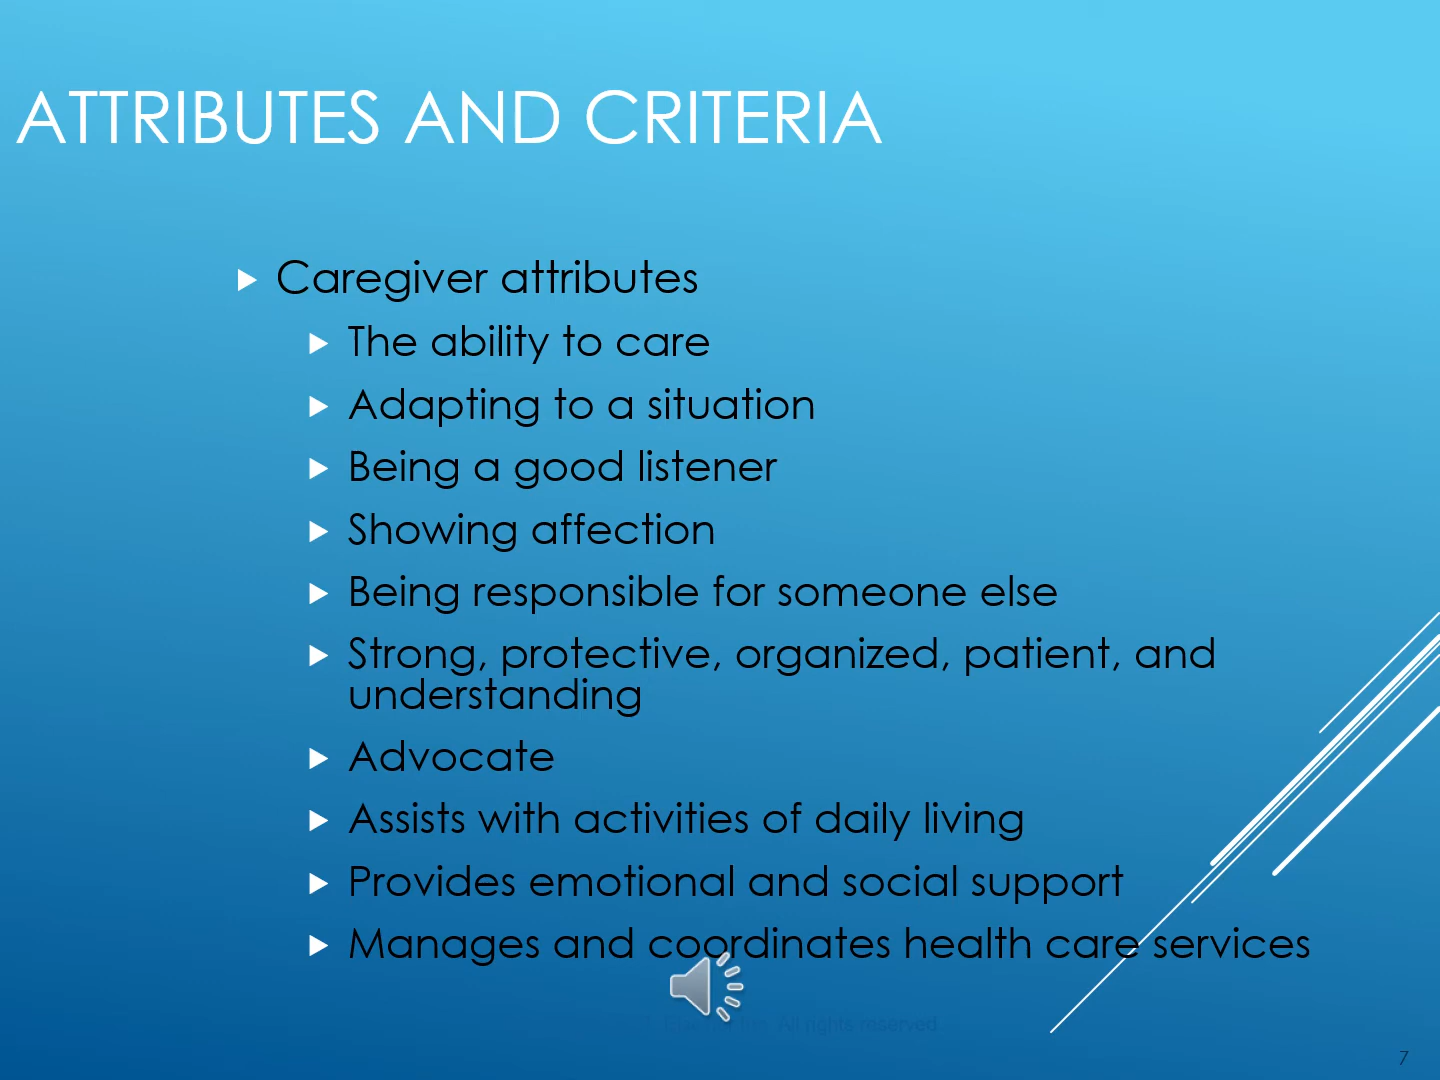 ATTRIBUTES AND CRITERIA
Caregiver attributes
The ability to care
Adapting to a situation
Being a good listener
Showing affection
Being responsible for someone else
Strong, protective, organized, patient, and
understanding
Advocate
Assists with activities of daily living
Provides emotional and social support
Manages and coordinates health care services
All rights reserved
7